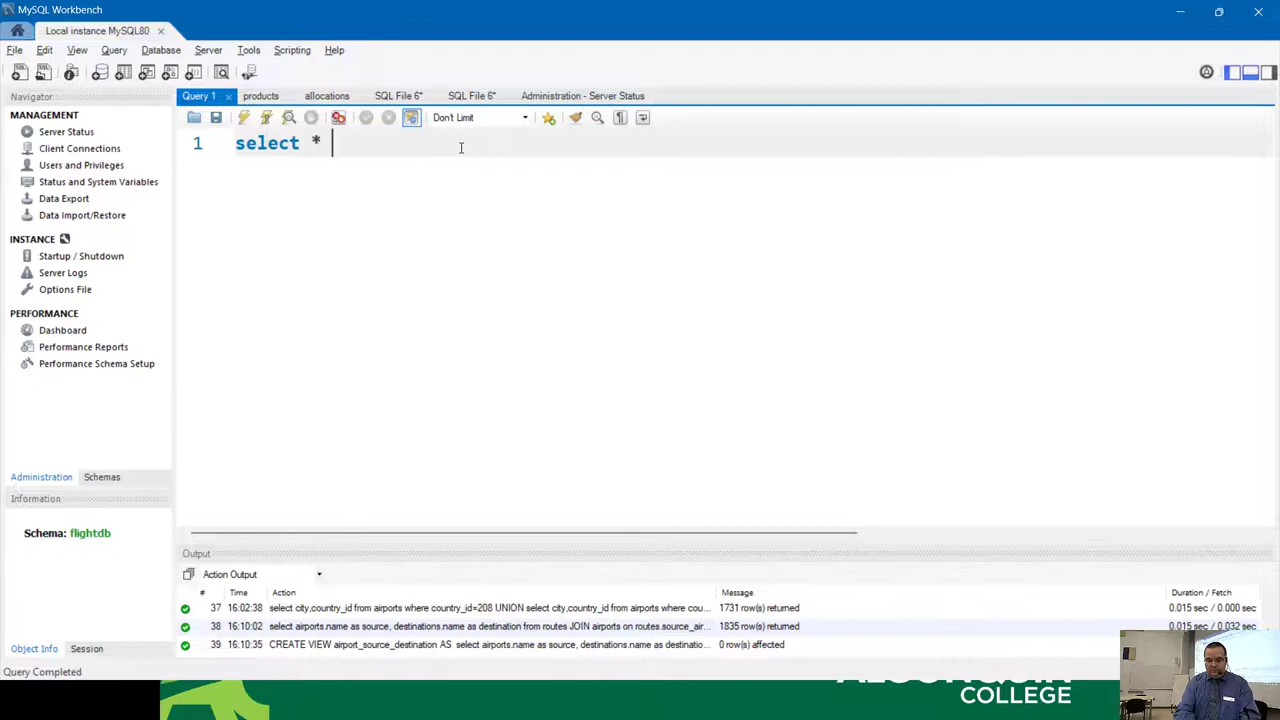 MySQL Workbench
Local instance MySQL80
File Edit View Query Database Server Tools Scripting Help
Navigator
Query 1 products allocations SQL File 6* SQL File 6* Administration - Server Status
MANAGEMENT
Server Status
Client Connections
Users and Privileges
Status and System Variables
Data Export
Data Import/Restore
INSTANCE
Startup / Shutdown
Server Logs
Options File
PERFORMANCE
Dashboard
Performance Reports
Performance Schema Setup
Administration Schemas
Information
Schema: flightdb
Object Info Session
Query Completed
Don't Limit
1 select *
Output
Action Output
# Time Action Message Duration / Fetch
37 16:02:38 select city,country_id from airports where country_id=208 UNION select city,country_id from airports where cou... 1731 row(s) returned 0.015 sec / 0.000 sec
38 16:10:02 select airports.name as source, destinations.name as destination from routes JOIN airports on routes.source_air... 1835 row(s) returned 0.015 sec / 0.032 sec
39 16:10:35 CREATE VIEW airport_source_destination AS select airports.name as source, destinations.name as destinatio... 0 row(s) affected
COLLEGE